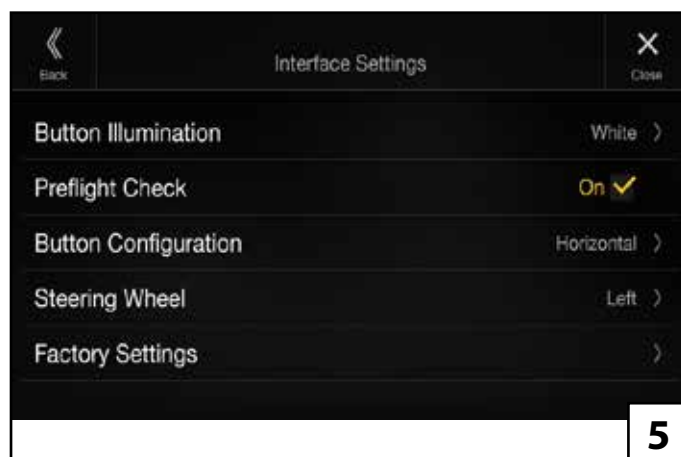 Back
Interface Settings
Close
Button Illumination White
Preflight Check On
Button Configuration Horizontal
Steering Wheel Left
Factory Settings
5